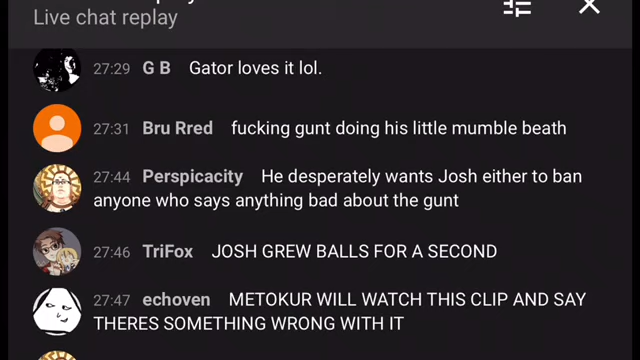 Live chat replay
27:29 G B Gator loves it lol.
27:31 Bru Rred fucking gunt doing his little mumble beath
27:44 Perspicacity He desperately wants Josh either to ban
anyone who says anything bad about the gunt
27:46 TriFox JOSH GREW BALLS FOR A SECOND
27:47 echoven METOKUR WILL WATCH THIS CLIP AND SAY
THERES SOMETHING WRONG WITH IT